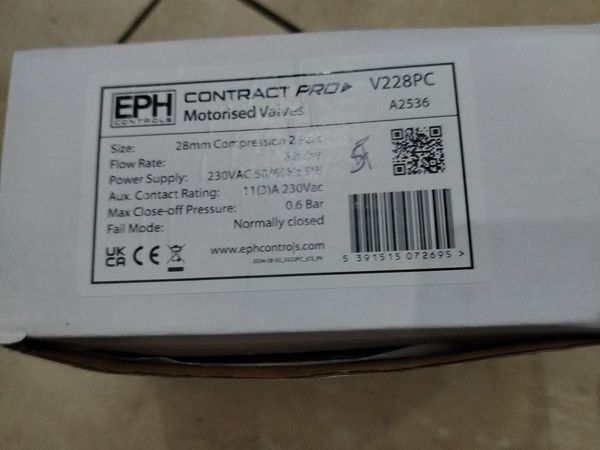 EPH
CONTROLS
CONTRACT PRO
Motorised Valves
V228PC
A2536
Size: 28mm Compression 2 Port
Flow Rate:
Power Supply: 230VAC 50/60Hz 5W
Aux. Contact Rating: 11(3)A 230Vac
Max Close-off Pressure: 0.6 Bar
Fail Mode: Normally closed
UK CA CE
www.ephcontrols.com
5 391515 072695 >